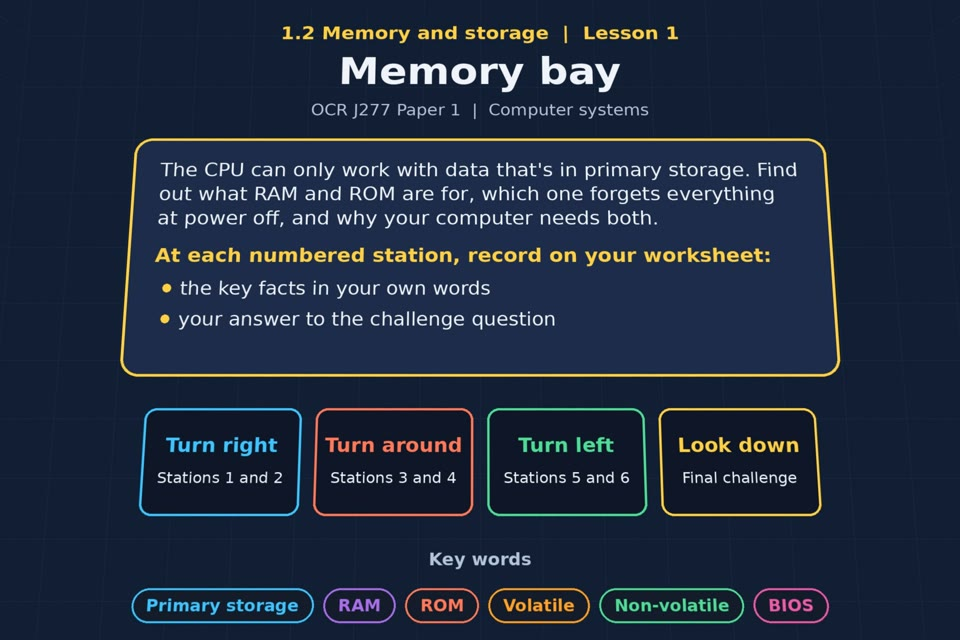 1.2 Memory and storage | Lesson 1
Memory bay
OCR J277 Paper 1 | Computer systems
The CPU can only work with data that's in primary storage. Find
out what RAM and ROM are for, which one forgets everything
at power off, and why your computer needs both.
At each numbered station, record on your worksheet:
• the key facts in your own words
• your answer to the challenge question
Turn right
Stations 1 and 2
Turn around
Stations 3 and 4
Turn left
Stations 5 and 6
Look down
Final challenge
Key words
Primary storage
RAM
ROM
Volatile
Non-volatile
BIOS